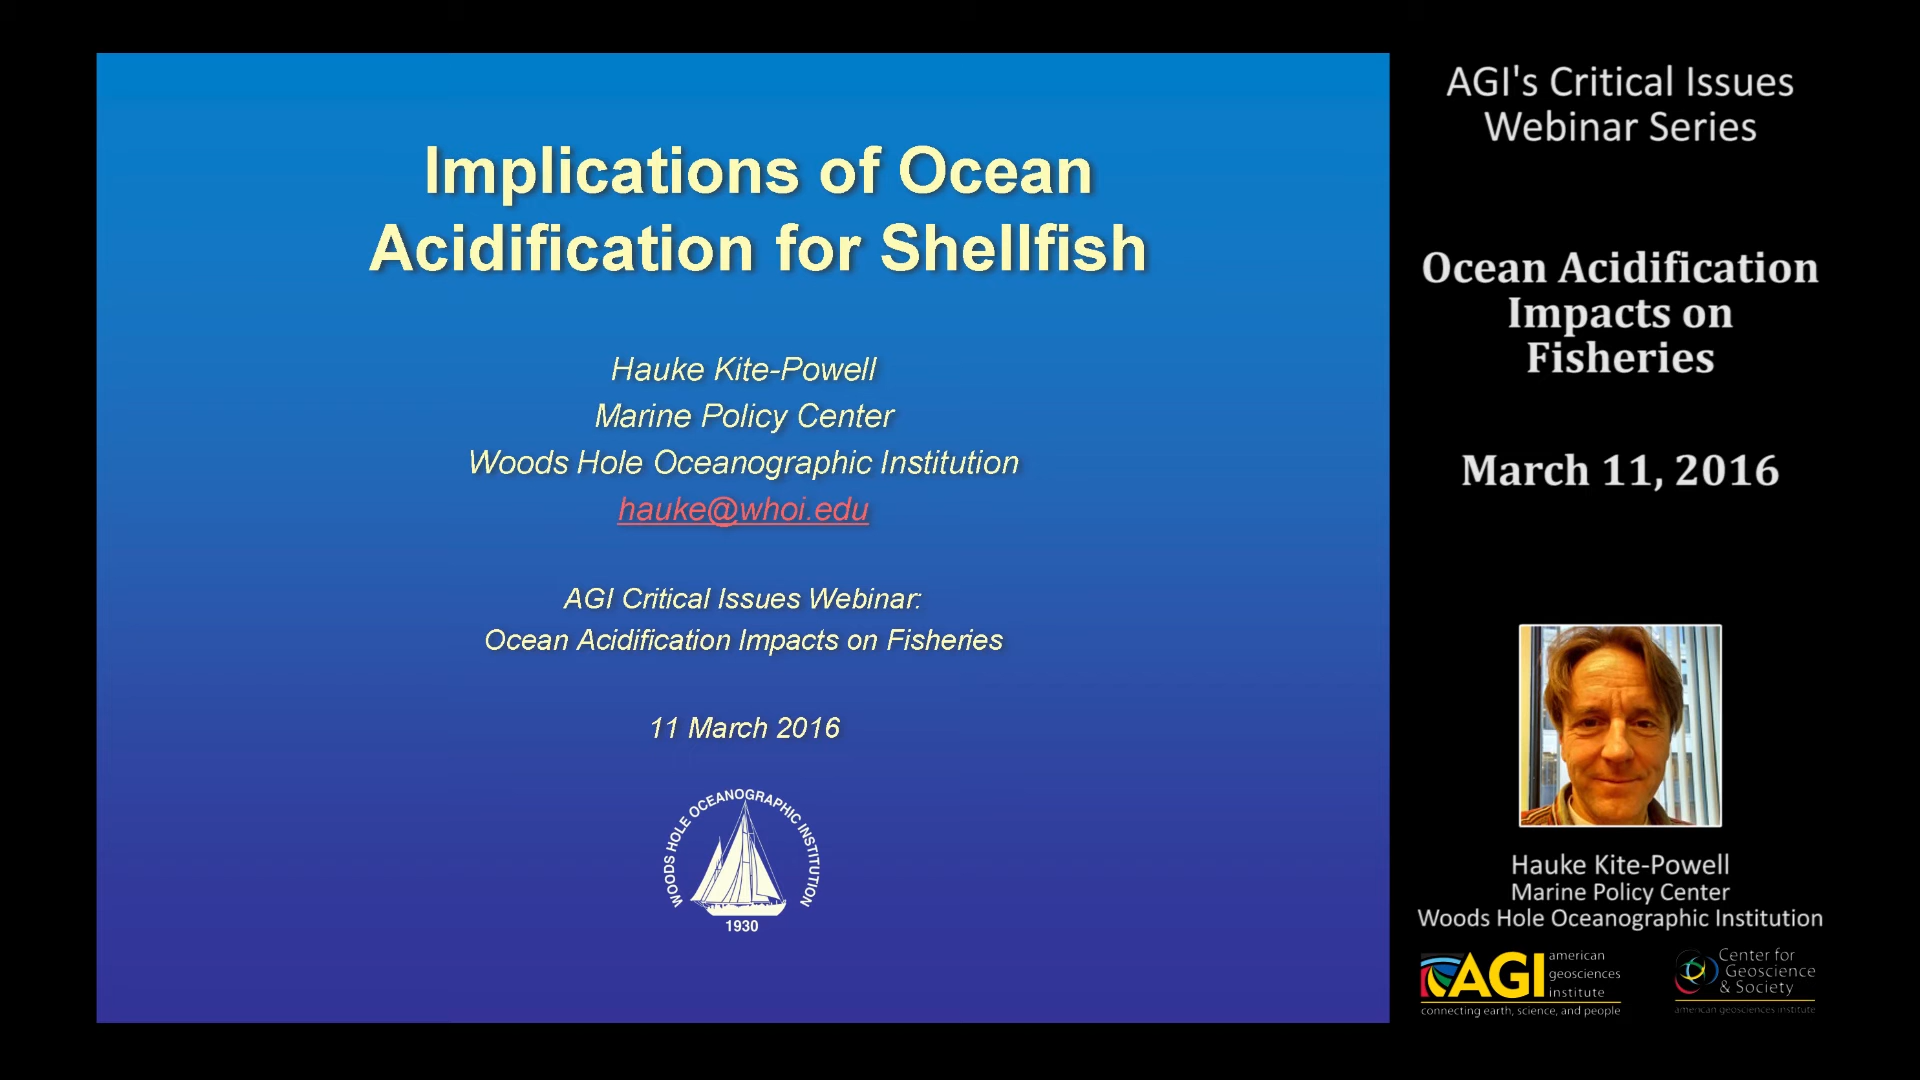 Implications of Ocean
Acidification for Shellfish
Hauke Kite-Powell
Marine Policy Center
Woods Hole Oceanographic Institution
hauke@whoi.edu
AGI Critical Issues Webinar:
Ocean Acidification Impacts on Fisheries
11 March 2016
WOODS HOLE OCEANOGRAPHIC INSTITUTION
1930
AGI's Critical Issues
Webinar Series
Ocean Acidification
Impacts on
Fisheries
March 11, 2016
Hauke Kite-Powell
Marine Policy Center
Woods Hole Oceanographic Institution
AGI
american
geosciences
institute
connecting earth, science, and people
Center for
Geoscience
& Society
american geosciences institute